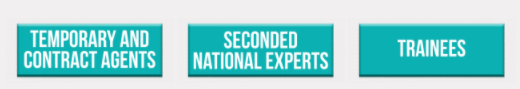 TEMPORARY AND
CONTRACT AGENTS
SECONDED
NATIONAL EXPERTS
TRAINEES